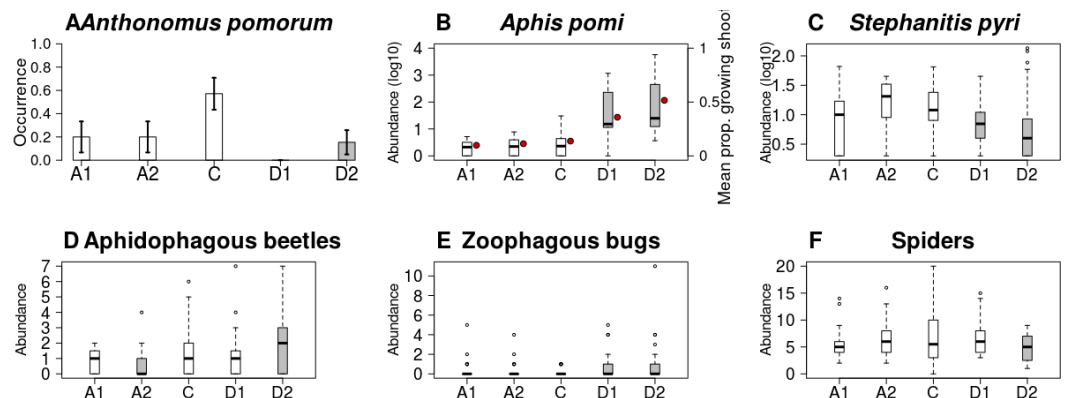 A Anthonomus pomorum
B Aphis pomi
C Stephanitis pyri
Occurrence
1.0
0.8
0.6
0.4
0.2
0.0
A1 A2 C D1 D2
Abundance (log10)
4
3
2
1
0
A1 A2 C D1 D2
1
0.5
0
Mean prop. growing shoot
Abundance (log10)
2.0
1.5
1.0
0.5
A1 A2 C D1 D2
D Aphidophagous beetles
E Zoophagous bugs
F Spiders
Abundance
7
6
5
4
3
2
1
0
A1 A2 C D1 D2
Abundance
10
8
6
4
2
0
A1 A2 C D1 D2
Abundance
20
15
10
5
0
A1 A2 C D1 D2